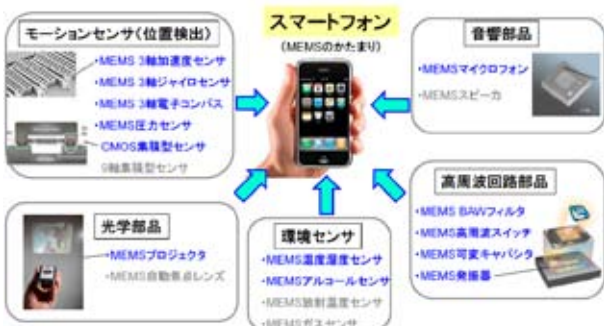 モーションセンサ(位置検出)
・MEMS 3軸加速度センサ
・MEMS 3軸ジャイロセンサ
・MEMS 3軸電子コンパス
・MEMS圧力センサ
CMOS集積型センサ
9軸集積型センサ
スマートフォン
(MEMSのかたまり)
音響部品
・MEMSマイクロフォン
・MEMSスピーカ
光学部品
・MEMSプロジェクタ
・MEMS自動焦点レンズ
環境センサ
・MEMS温度湿度センサ
・MEMSアルコールセンサ
・MEMS放射温度センサ
・MEMSガスセンサ
高周波回路部品
・MEMS BAWフィルタ
・MEMS高周波スイッチ
・MEMS可変キャパシタ
・MEMS発振器